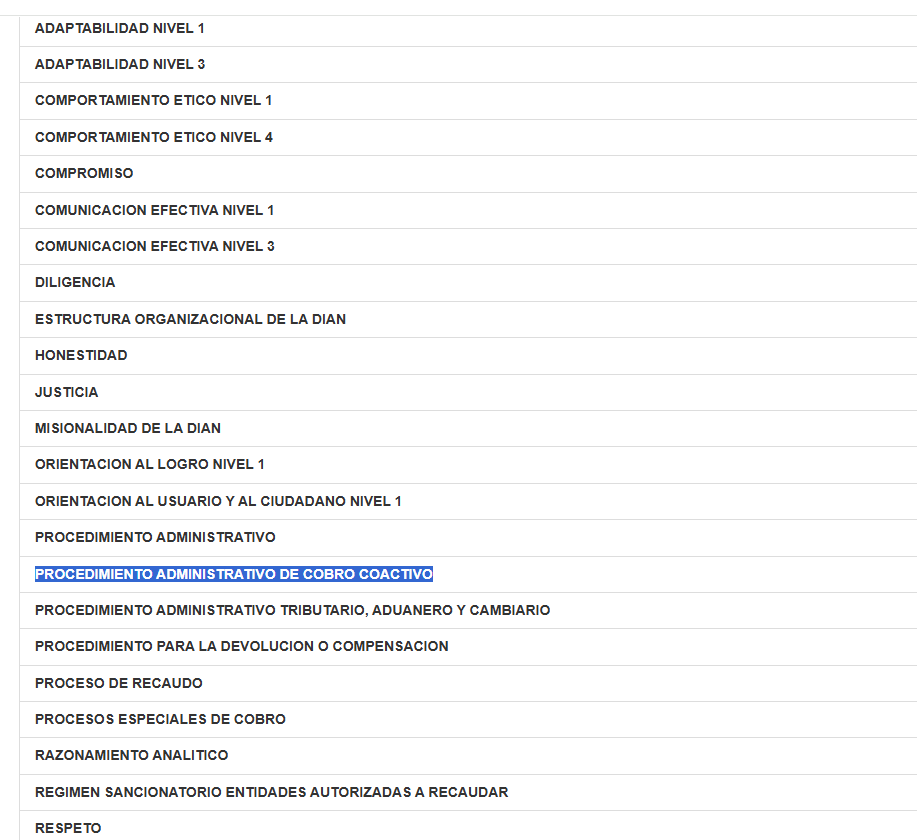 ADAPTABILIDAD NIVEL 1
ADAPTABILIDAD NIVEL 3
COMPORTAMIENTO ETICO NIVEL 1
COMPORTAMIENTO ETICO NIVEL 4
COMPROMISO
COMUNICACION EFECTIVA NIVEL 1
COMUNICACION EFECTIVA NIVEL 3
DILIGENCIA
ESTRUCTURA ORGANIZACIONAL DE LA DIAN
HONESTIDAD
JUSTICIA
MISIONALIDAD DE LA DIAN
ORIENTACION AL LOGRO NIVEL 1
ORIENTACION AL USUARIO Y AL CIUDADANO NIVEL 1
PROCEDIMIENTO ADMINISTRATIVO
PROCEDIMIENTO ADMINISTRATIVO DE COBRO COACTIVO
PROCEDIMIENTO ADMINISTRATIVO TRIBUTARIO, ADUANERO Y CAMBIARIO
PROCEDIMIENTO PARA LA DEVOLUCION O COMPENSACION
PROCESO DE RECAUDO
PROCESOS ESPECIALES DE COBRO
RAZONAMIENTO ANALITICO
REGIMEN SANCIONATORIO ENTIDADES AUTORIZADAS A RECAUDAR
RESPETO